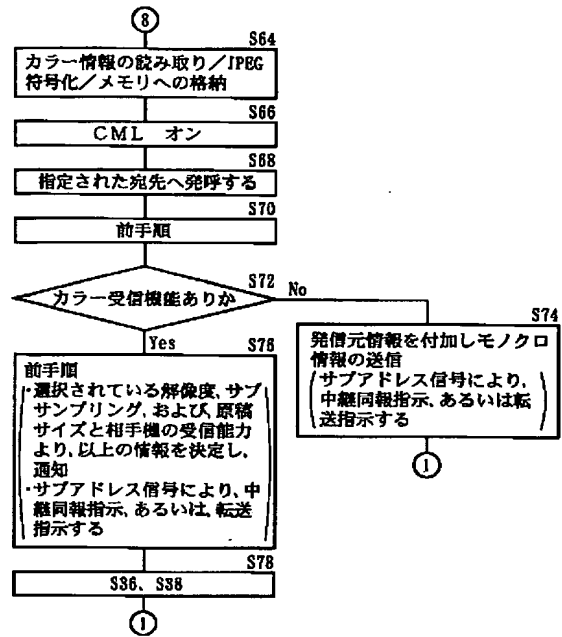 8
S64
カラー情報の読み取り/JPEG
符号化/メモリへの格納
S66
CML オン
S68
指定された宛先へ発呼する
S70
前手順
S72
カラー受信機能ありか
No
Yes
S74
発信元情報を付加しモノクロ
情報の送信
(サブアドレス信号により,
中継同報指示, あるいは転
送指示する)
1
S76
前手順
・選択されている解像度, サブ
サンプリング, および, 原稿
サイズと相手機の受信能力
より, 以上の情報を決定し,
通知
・サブアドレス信号により, 中
継同報指示, あるいは, 転送
指示する
S78
S36、S38
1